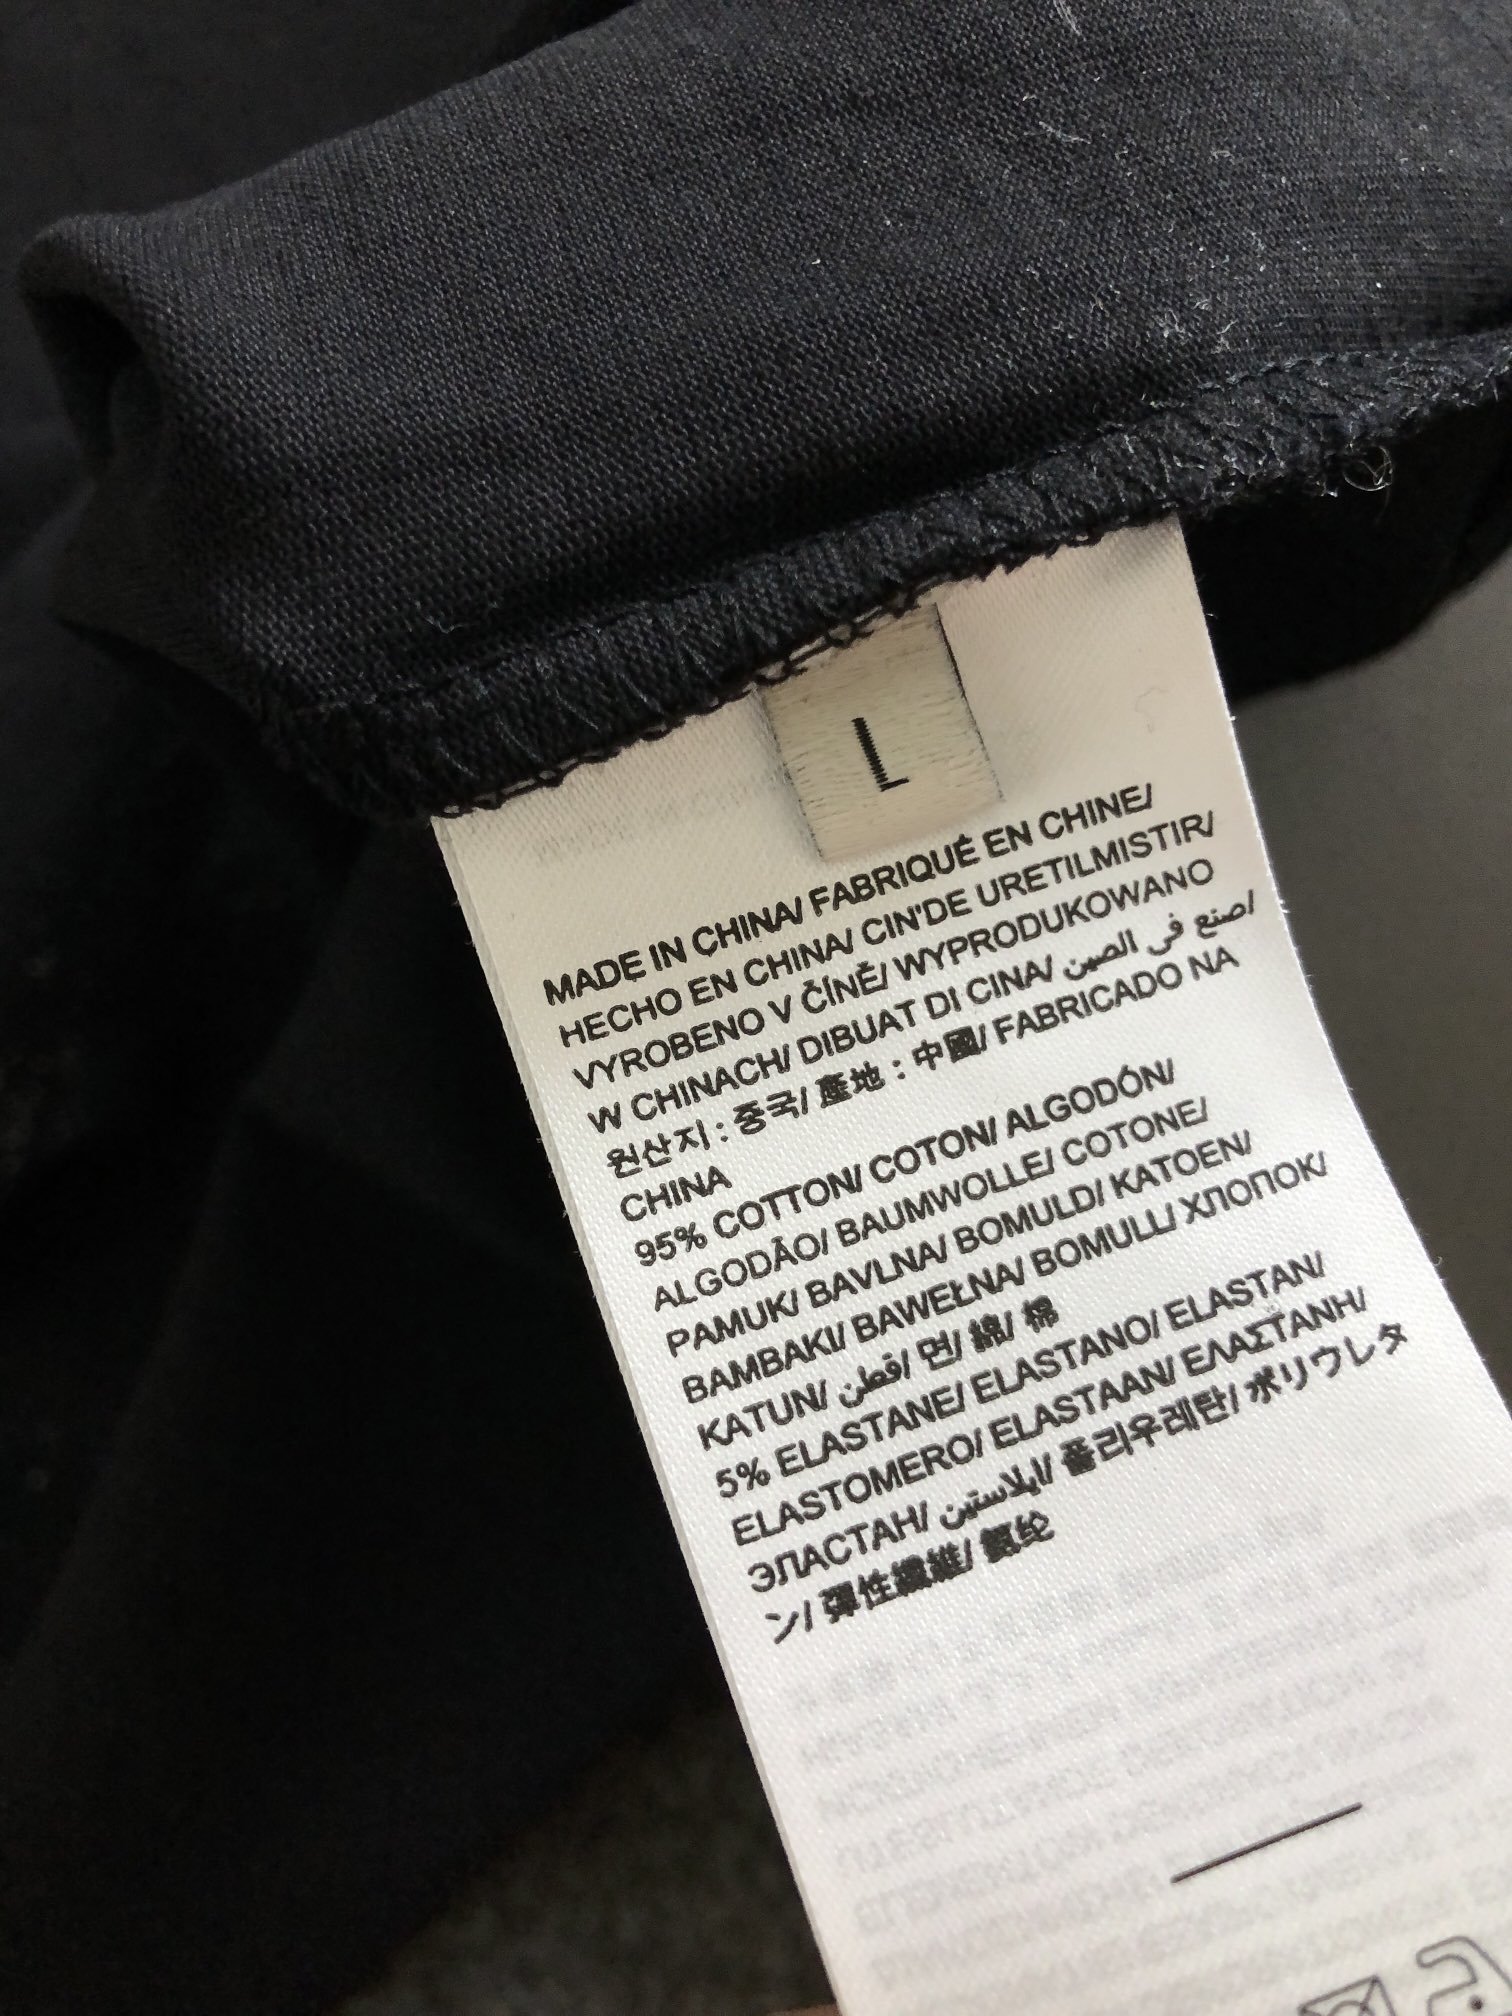 L
MADE IN CHINA/ FABRIQUÉ EN CHINE/
HECHO EN CHINA/ CIN'DE URETILMISTIR/
VYROBENO V ČÍNĚ/ WYPRODUKOWANO
W CHINACH/ DIBUAT DI CINA/ صنع في الصين/
원산지 : 중국/ 產地 : 中國/ FABRICADO NA
CHINA
95% COTTON/ COTON/ ALGODÓN/
ALGODÃO/ BAUMWOLLE/ COTONE/
PAMUK/ BAVLNA/ BOMULD/ KATOEN/
BAMBAKI/ BAWEŁNA/ BOMULL/ ХЛОПОК/
KATUN/ قطن/ 면/ 綿/ 棉
5% ELASTANE/ ELASTANO/ ELASTAN/
ELASTOMERO/ ELASTAAN/ ΕΛΑΣΤΑΝΗ/
ЭЛАСТАН/ ايلاستين/ 폴리우레탄/ ポリウレタ
ン/ 彈性纖維/ 氨纶